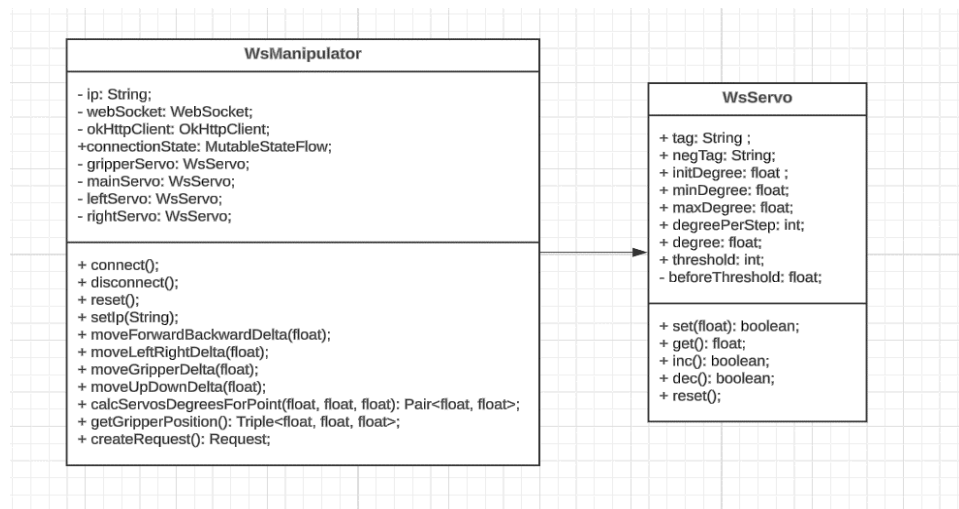 WsManipulator
- ip: String;
- webSocket: WebSocket;
- okHttpClient: OkHttpClient;
+connectionState: MutableStateFlow;
- gripperServo: WsServo;
- mainServo: WsServo;
- leftServo: WsServo;
- rightServo: WsServo;
+ connect();
+ disconnect();
+ reset();
+ setIp(String);
+ moveForwardBackwardDelta(float);
+ moveLeftRightDelta(float);
+ moveGripperDelta(float);
+ moveUpDownDelta(float);
+ calcServosDegreesForPoint(float, float, float): Pair<float, float>;
+ getGripperPosition(): Triple<float, float, float>;
+ createRequest(): Request;
WsServo
+ tag: String ;
+ negTag: String;
+ initDegree: float ;
+ minDegree: float;
+ maxDegree: float;
+ degreePerStep: int;
+ degree: float;
+ threshold: int;
- beforeThreshold: float;
+ set(float): boolean;
+ get(): float;
+ inc(): boolean;
+ dec(): boolean;
+ reset();